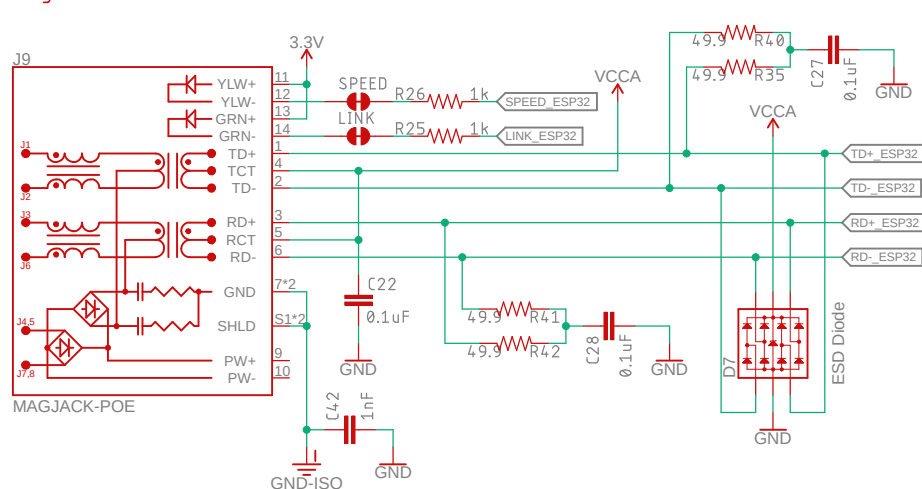 J9
3.3V
YLW+
11
YLW-
12
GRN+
13
GRN-
14
TD+
1
TCT
4
TD-
2
RD+
3
RCT
5
RD-
6
GND
7*2
SHLD
S1*2
PW+
9
PW-
10
J1
J2
J3
J6
J4,5
J7,8
MAGJACK-POE
SPEED
R26
1k
SPEED_ESP32
LINK
R25
1k
LINK_ESP32
VCCA
49.9
R40
49.9
R35
C27
0.1uF
GND
VCCA
TD+_ESP32
TD-_ESP32
RD+_ESP32
RD-_ESP32
C22
0.1uF
GND
49.9
R41
49.9
R42
C28
0.1uF
GND
D7
ESD Diode
GND
C42
1nF
GND-ISO
GND